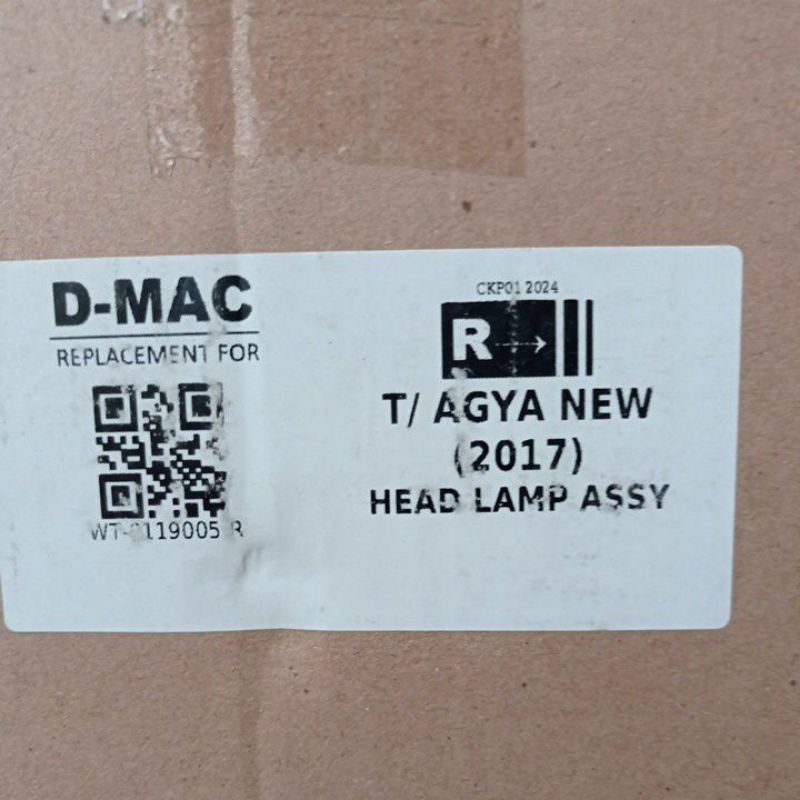 D-MAC
REPLACEMENT FOR
CKP01 2024
R
T/ AGYA NEW
(2017)
HEAD LAMP ASSY